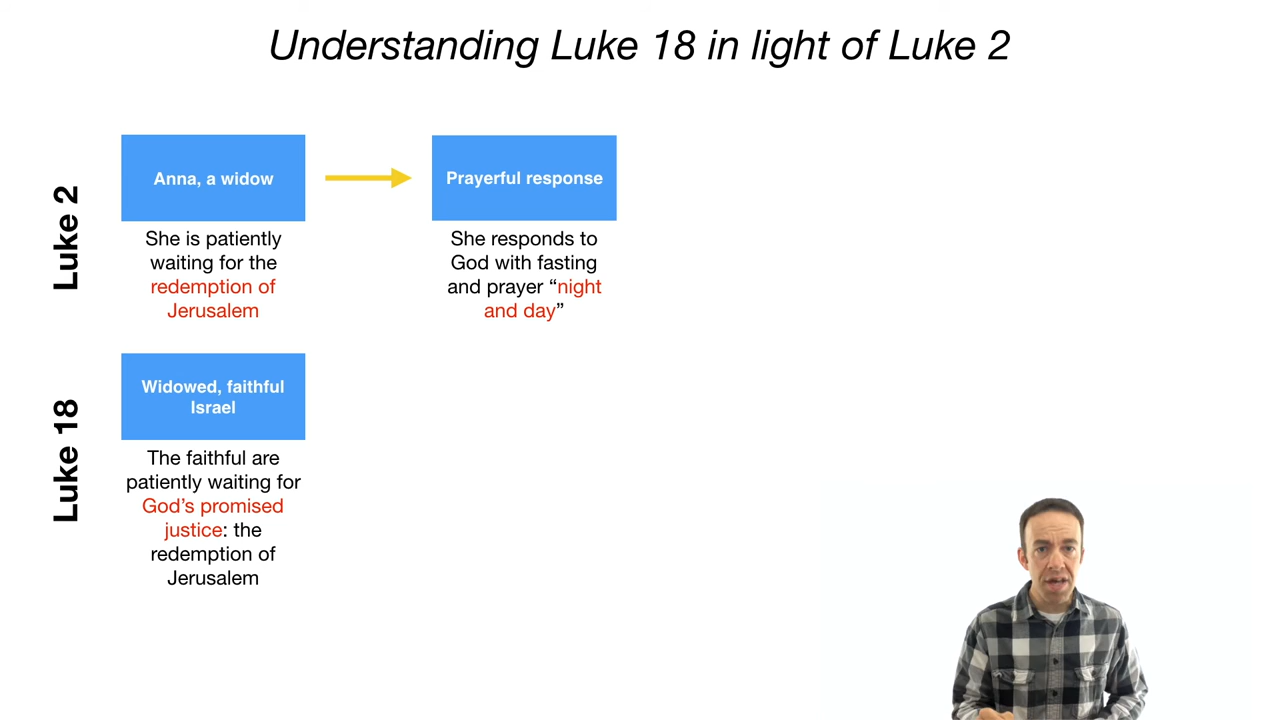 Understanding Luke 18 in light of Luke 2
Luke 2
Anna, a widow
She is patiently
waiting for the
redemption of
Jerusalem
Prayerful response
She responds to
God with fasting
and prayer “night
and day”
Luke 18
Widowed, faithful
Israel
The faithful are
patiently waiting for
God’s promised
justice: the
redemption of
Jerusalem